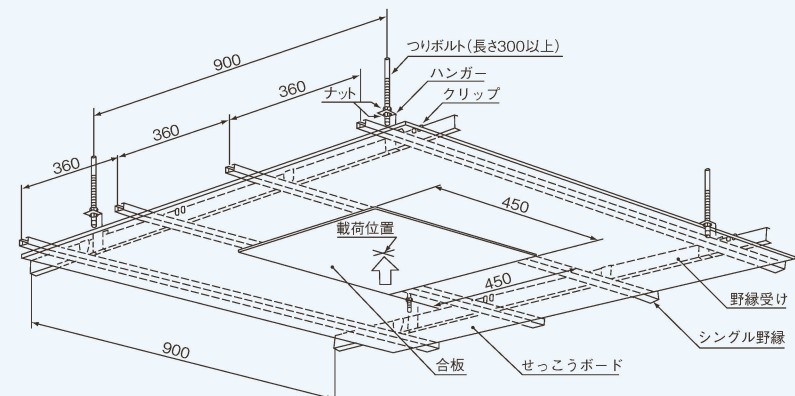 900
つりボルト(長さ300以上)
ハンガー
ナット
クリップ
360
360
360
450
載荷位置
450
野縁受け
シングル野縁
900
合板
せっこうボード